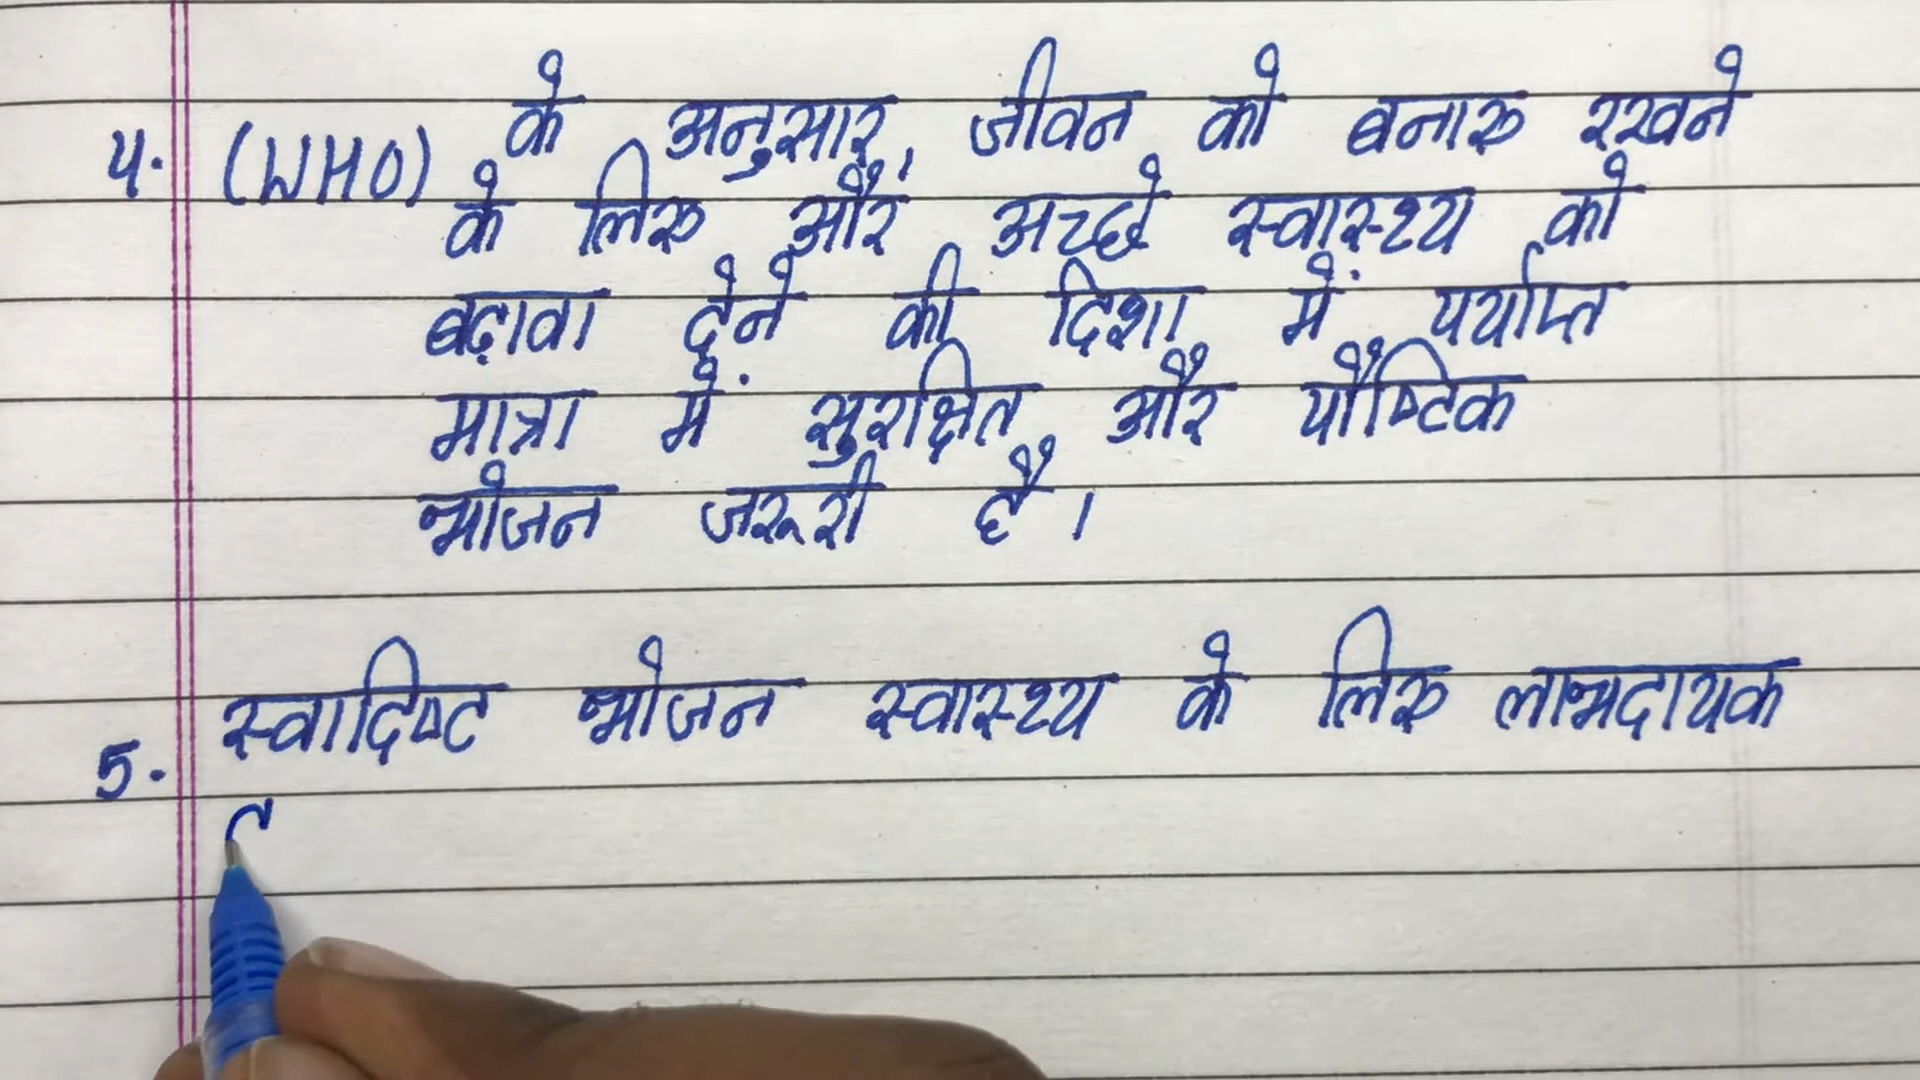 4. (WHO) के अनुसार, जीवन को बनाए रखने
के लिए और अच्छे स्वास्थ्य को
बढ़ावा देने की दिशा में पर्याप्त
मात्रा में सुरक्षित और पौष्टिक
भोजन जरूरी है।
5. स्वादिष्ट भोजन स्वास्थ्य के लिए लाभदायक